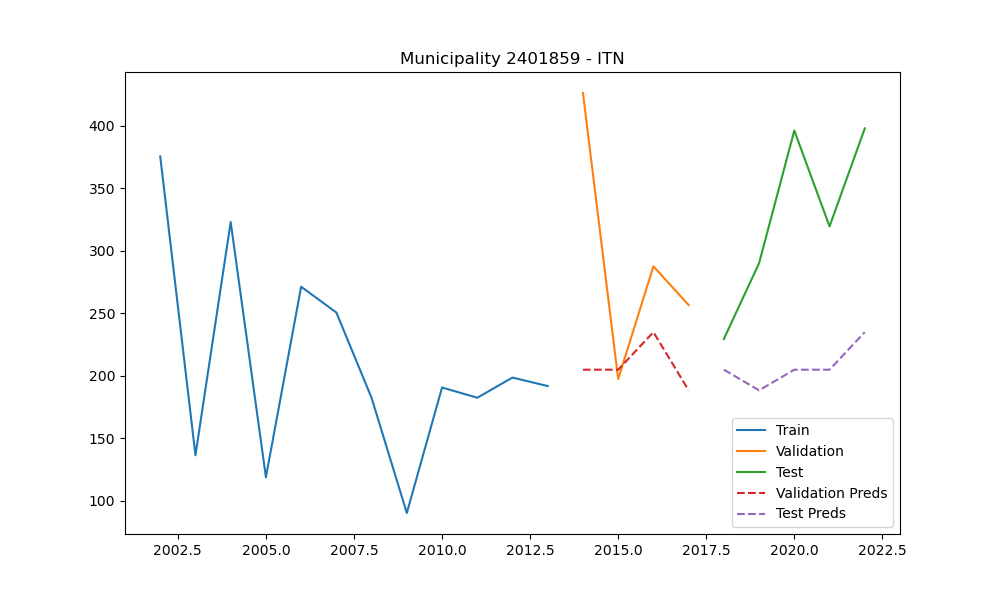 Municipality 2401859 - ITN
400
350
300
250
200
150
100
2002.5 2005.0 2007.5 2010.0 2012.5 2015.0 2017.5 2020.0 2022.5
Train
Validation
Test
Validation Preds
Test Preds